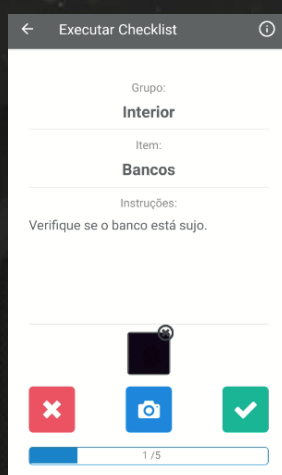 Executar Checklist
Grupo:
Interior
Item:
Bancos
Instruções:
Verifique se o banco está sujo.
1 /5